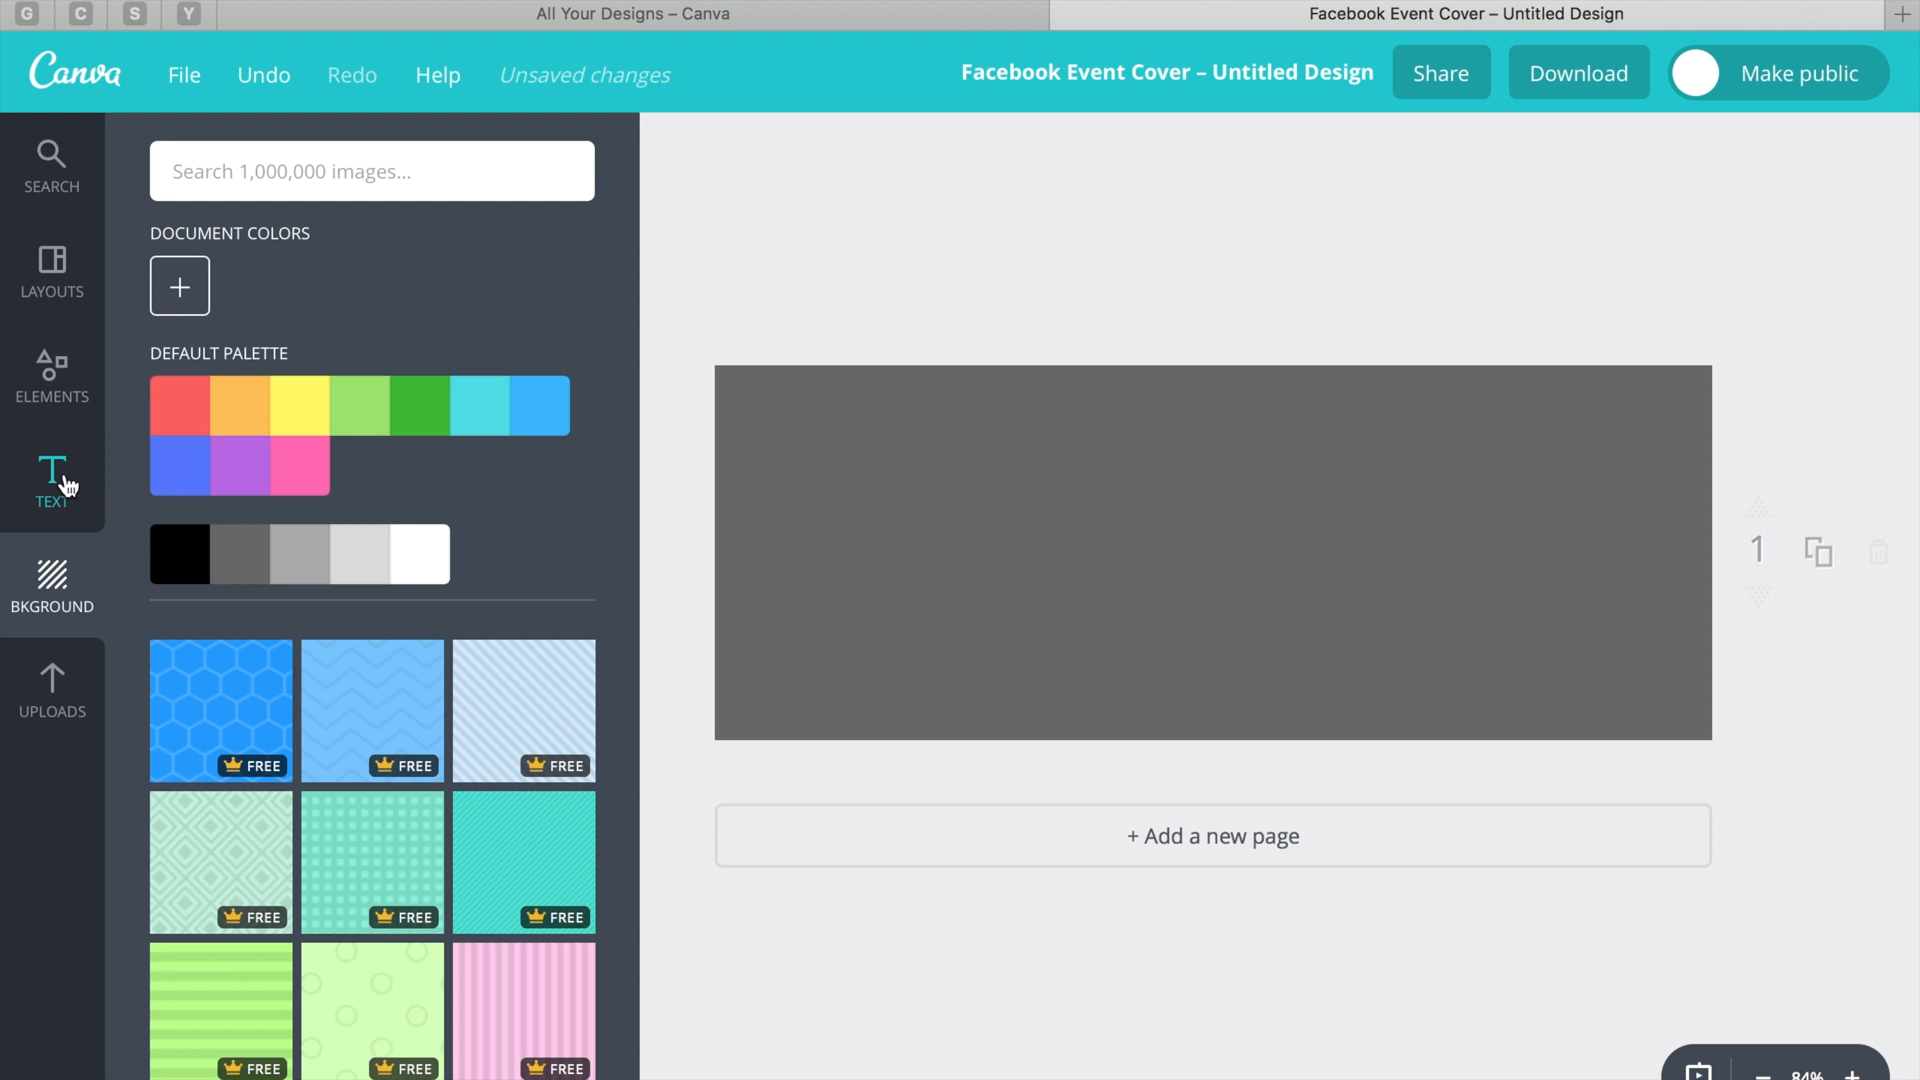 G C S Y All Your Designs – Canva Facebook Event Cover – Untitled Design
Canva File Undo Redo Help Unsaved changes Facebook Event Cover – Untitled Design Share Download Make public
SEARCH
LAYOUTS
ELEMENTS
TEXT
BKGROUND
UPLOADS
Search 1,000,000 images...
DOCUMENT COLORS
DEFAULT PALETTE
FREE FREE FREE
FREE FREE FREE
FREE FREE FREE
1
+ Add a new page
84%